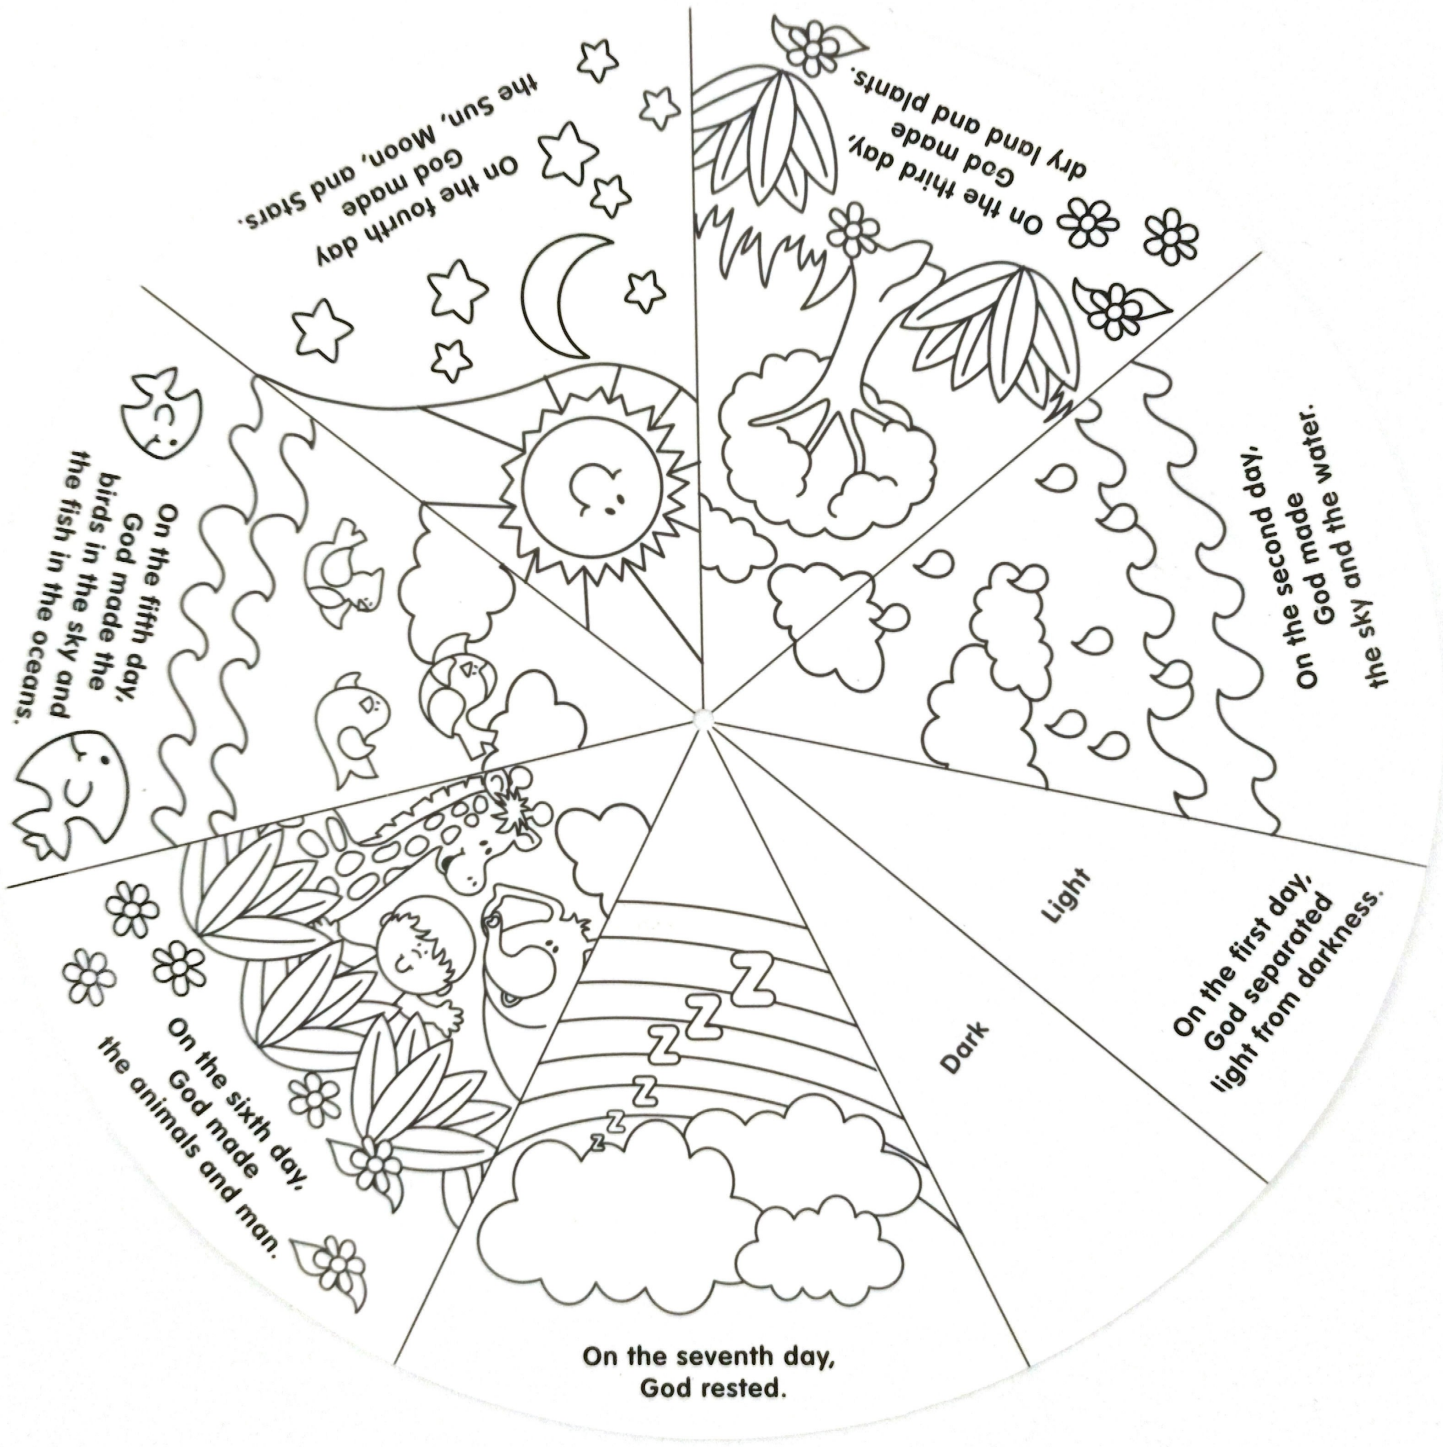 Light
Dark
On the first day,
God separated
light from darkness.
On the second day,
God made
the sky and the water.
On the third day,
God made
dry land and plants.
On the fourth day
God made
the Sun, Moon, and Stars.
On the fifth day,
God made the
birds in the sky and
the fish in the oceans.
On the sixth day,
God made
the animals and man.
Z
Z
Z
Z
Z
Z
On the seventh day,
God rested.